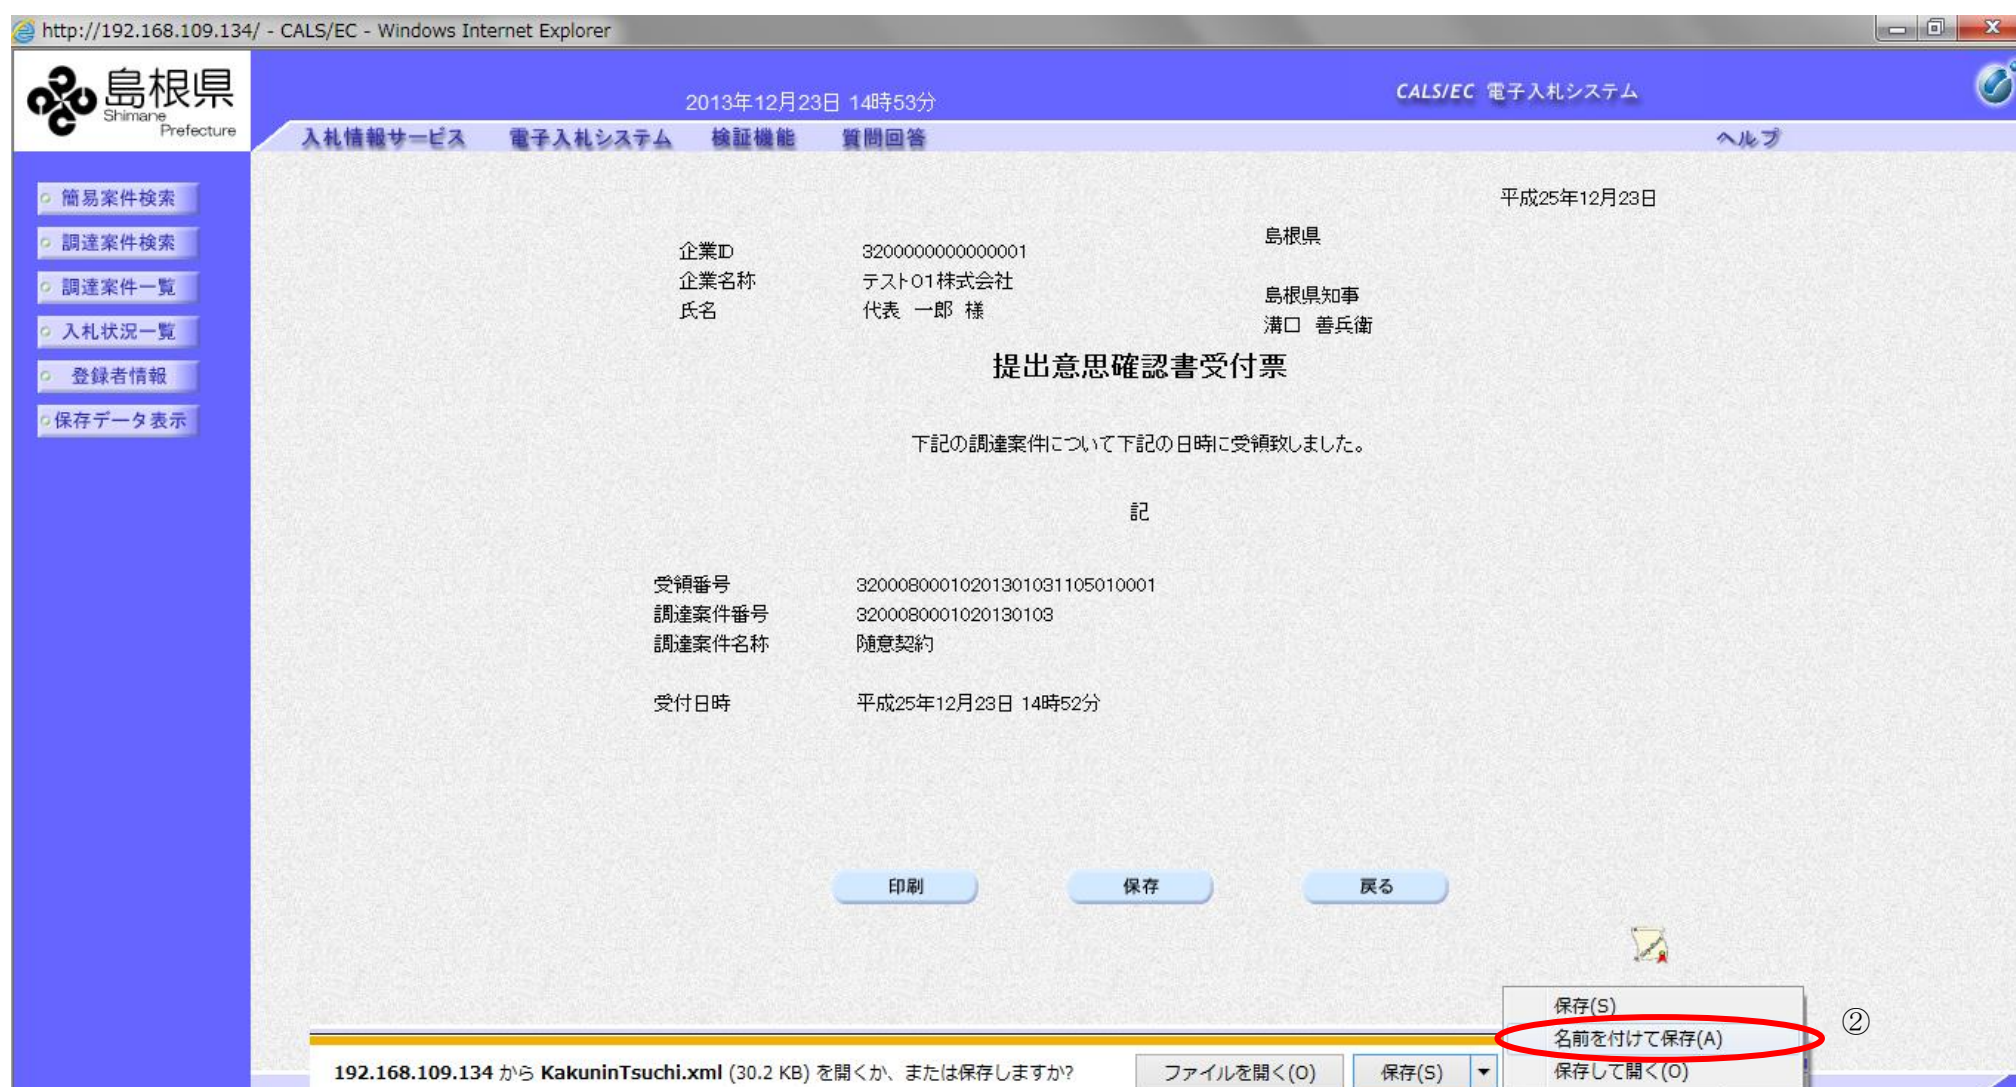 http://192.168.109.134/ - CALS/EC - Windows Internet Explorer
島根県
Shimane
Prefecture
2013年12月23日 14時53分
CALS/EC 電子入札システム
入札情報サービス 電子入札システム 検証機能 質問回答 ヘルプ
簡易案件検索
調達案件検索
調達案件一覧
入札状況一覧
登録者情報
保存データ表示
平成25年12月23日
企業ID 3200000000000001
企業名称 テスト01株式会社
氏名 代表 一郎 様
島根県
島根県知事
溝口 善兵衛
提出意思確認書受付票
下記の調達案件について下記の日時に受領致しました。
記
受領番号 32000800010201301031105010001
調達案件番号 3200080001020130103
調達案件名称 随意契約
受付日時 平成25年12月23日 14時52分
印刷 保存 戻る
保存(S)
名前を付けて保存(A)
②
保存して開く(O)
192.168.109.134 から KakuninTsuchi.xml (30.2 KB) を開くか、または保存しますか?
ファイルを開く(O) 保存(S)